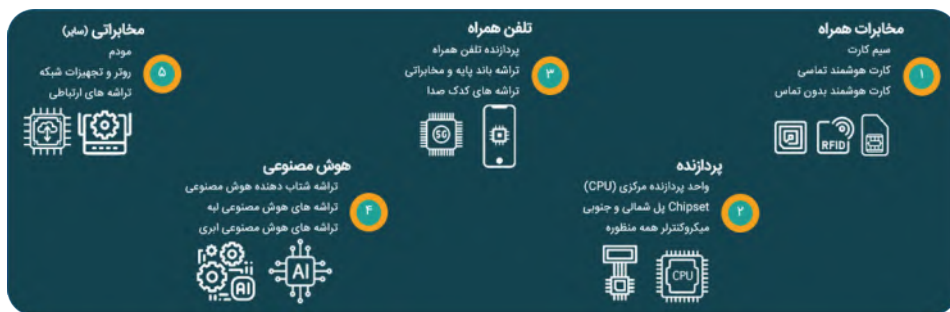 مخابرات همراه
سیم کارت
کارت هوشمند تماسی
کارت هوشمند بدون تماس
۱
RFID
پردازنده
واحد پردازنده مرکزی (CPU)
Chipset پل شمالی و جنوبی
میکروکنترلر همه منظوره
۲
CPU
تلفن همراه
پردازنده تلفن همراه
تراشه باند پایه و مخابراتی
تراشه های کدک صدا
۳
5G
هوش مصنوعی
تراشه شتاب دهنده هوش مصنوعی
تراشه های هوش مصنوعی لبه
تراشه های هوش مصنوعی ابری
۴
AI
AI
مخابراتی (سایر)
مودم
روتر و تجهیزات شبکه
تراشه های ارتباطی
۵